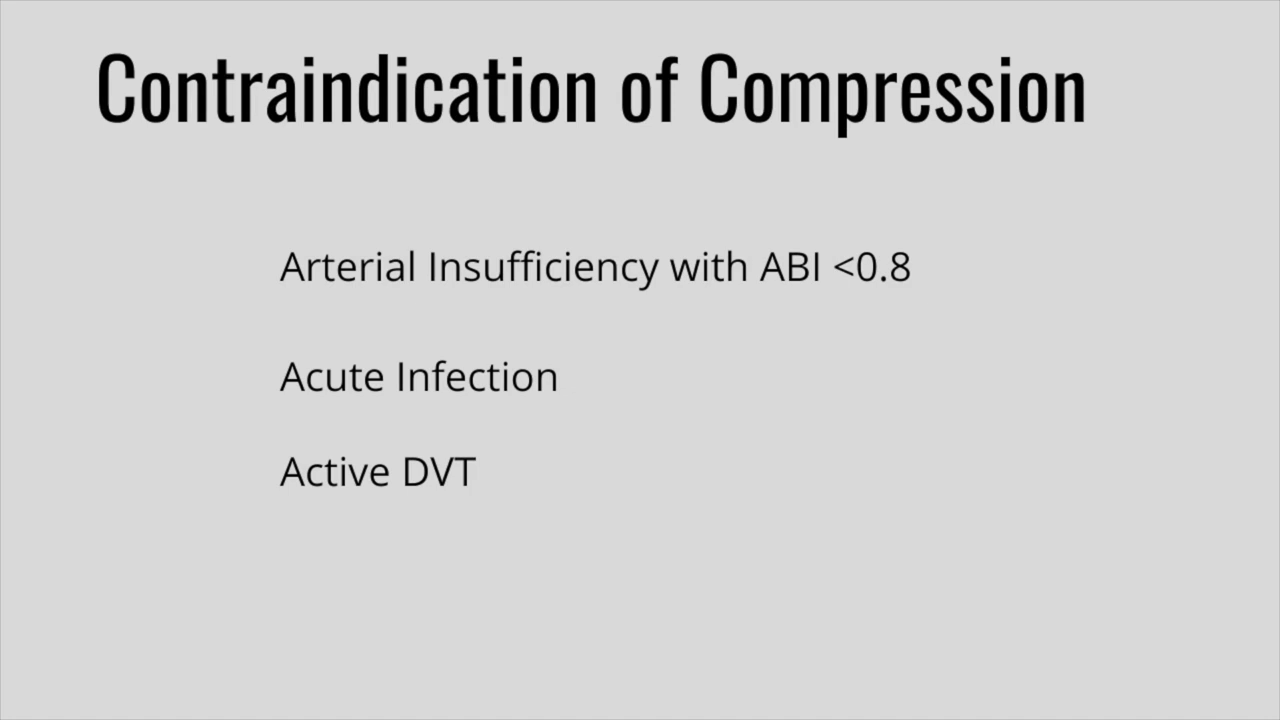 Contraindication of Compression
Arterial Insufficiency with ABI <0.8
Acute Infection
Active DVT